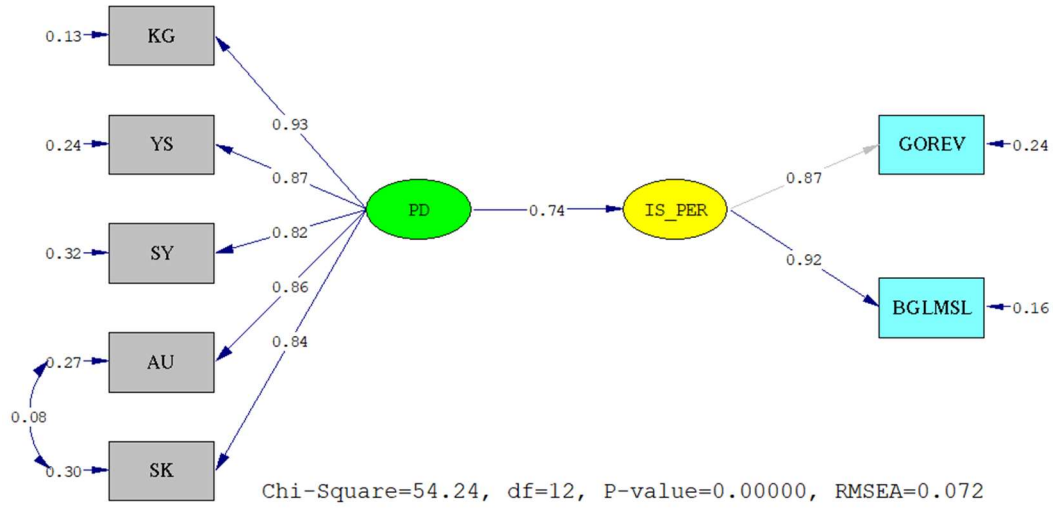 0.13
KG
0.93
0.24
YS
0.87
PD
0.74
IS_PER
0.87
GOREV
0.24
0.32
SY
0.82
0.92
BGLMSL
0.16
0.86
0.27
AU
0.84
0.08
0.30
SK
Chi-Square=54.24, df=12, P-value=0.00000, RMSEA=0.072